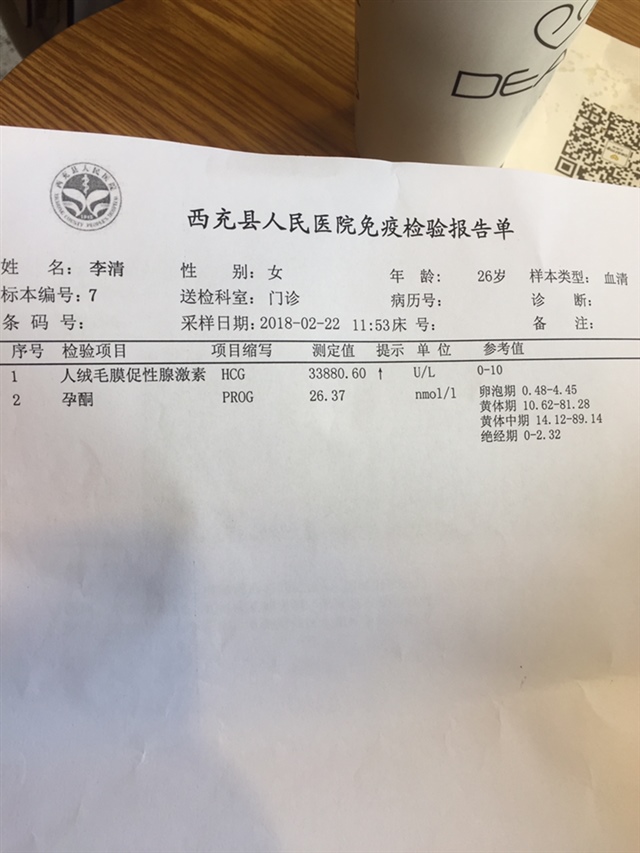 DE
西充县人民医院
西充县人民医院免疫检验报告单
姓 名: 李清 性 别: 女 年 龄: 26岁 样本类型: 血清
标本编号: 7 送检科室: 门诊 病历号: 诊 断:
条 码 号: 采样日期: 2018-02-22 11:53 床 号: 备 注:
序号 检验项目 项目缩写 测定值 提示 单 位 参考值
1 人绒毛膜促性腺激素 HCG 33880.60 ↑ U/L 0-10
2 孕酮 PROG 26.37 nmol/l 卵泡期 0.48-4.45
黄体期 10.62-81.28
黄体中期 14.12-89.14
绝经期 0-2.32